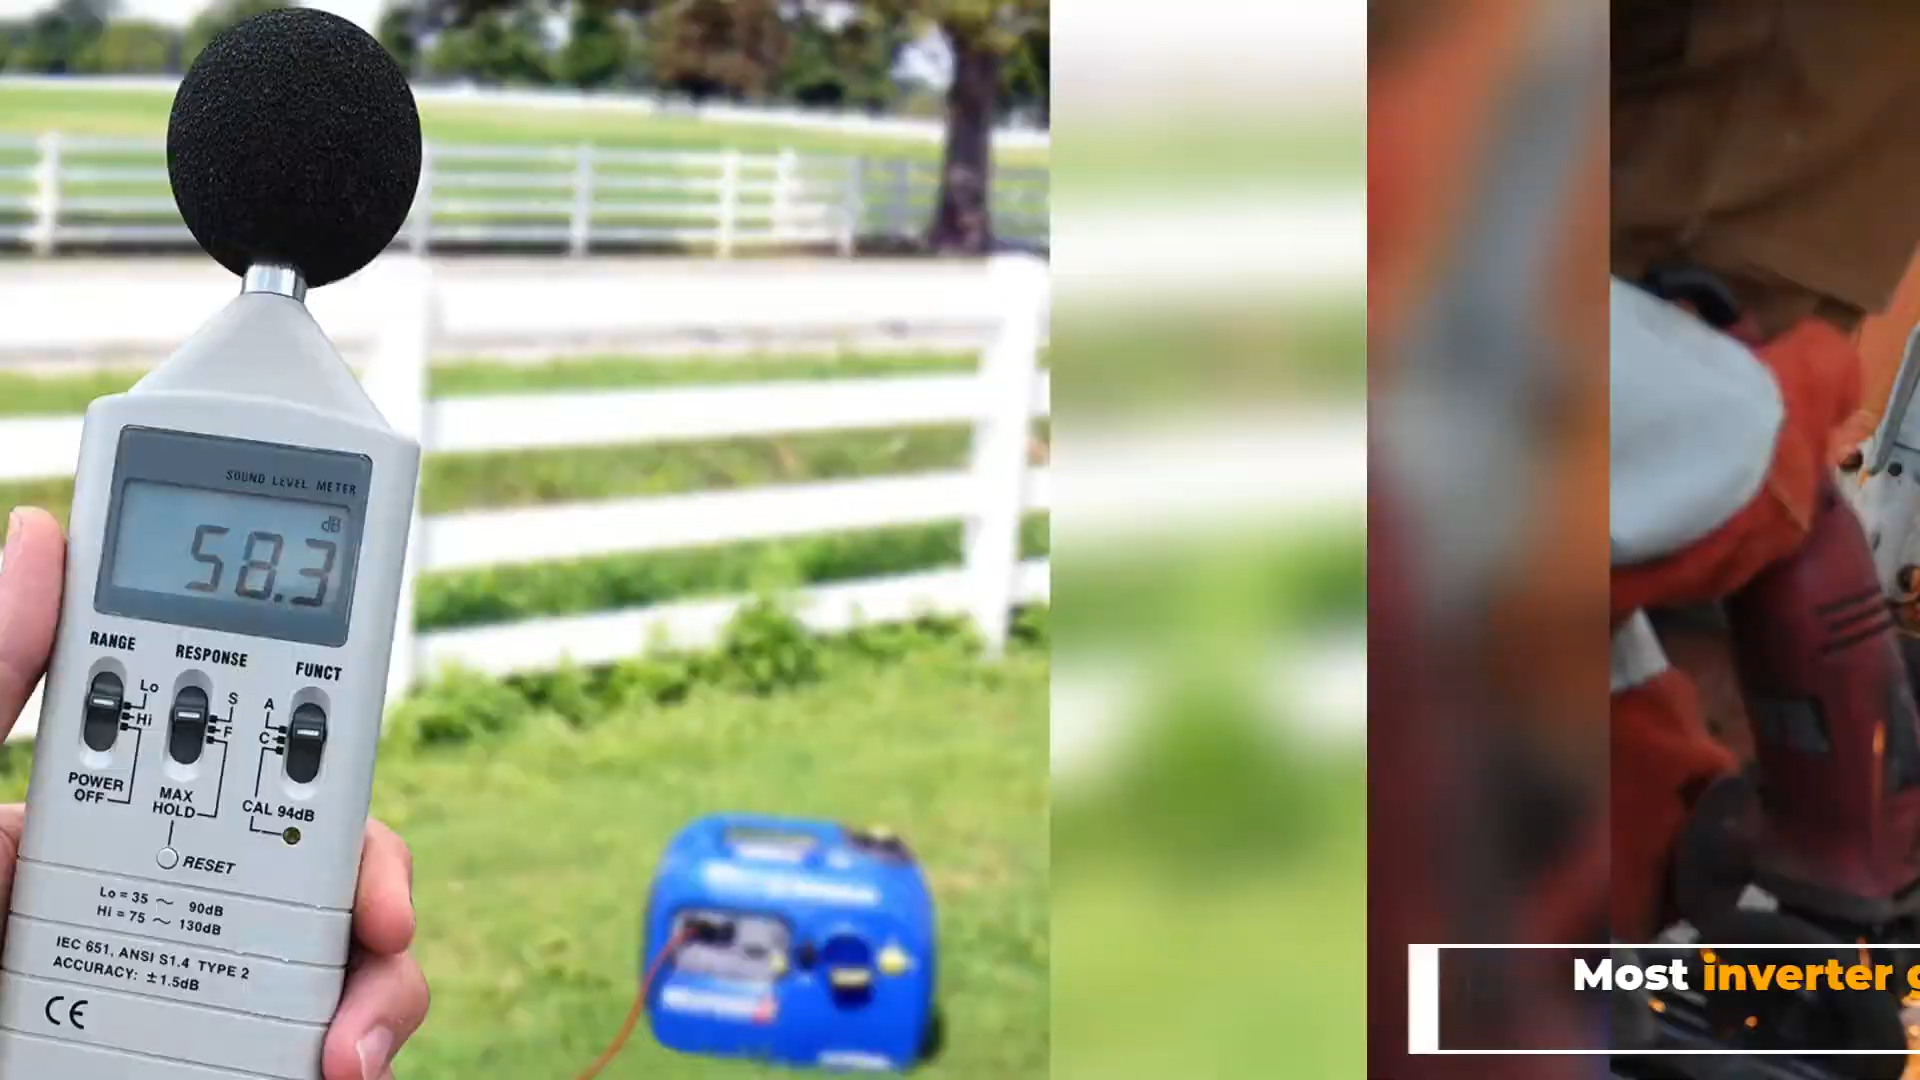 SOUND LEVEL METER
dB
58.3
RANGE
RESPONSE
FUNCT
Lo
Hi
S
F
A
C
POWER
OFF
MAX
HOLD
CAL 94dB
RESET
Lo = 35 ～ 90dB
Hi = 75 ～ 130dB
IEC 651, ANSI S1.4 TYPE 2
ACCURACY: ±1.5dB
CE
Most inverter